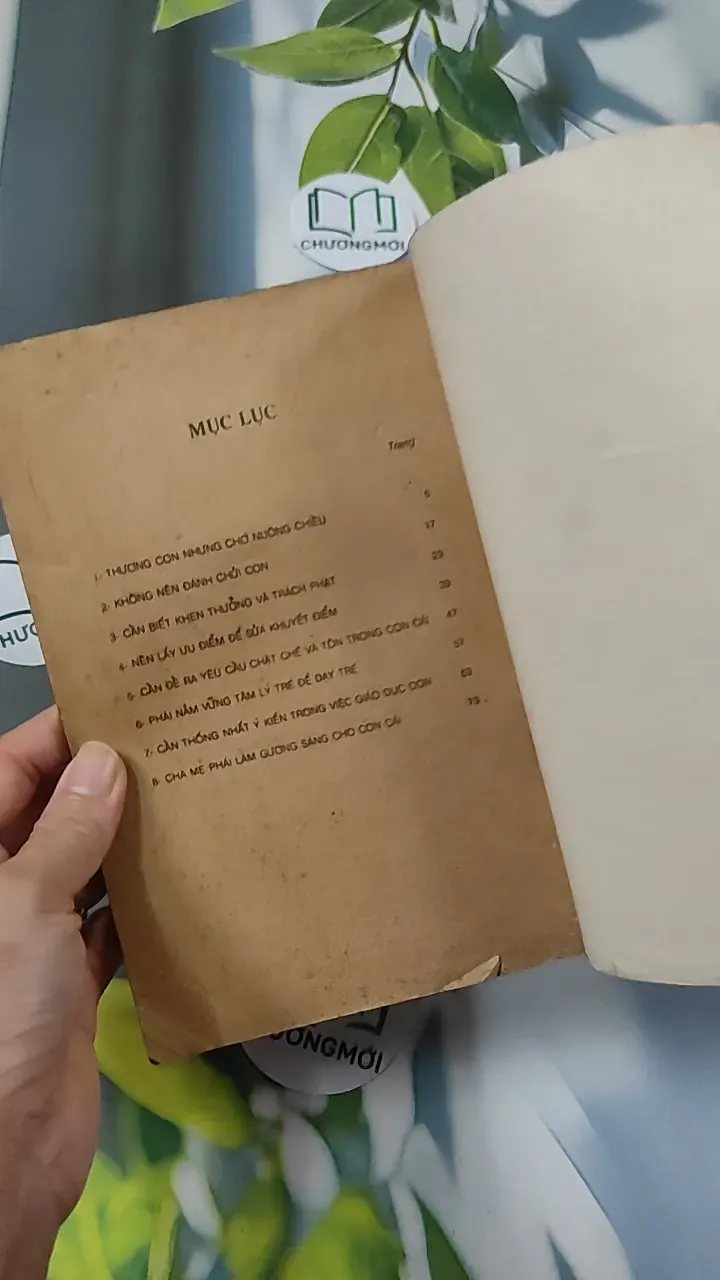 CHƯƠNGMỚI
MỤC LỤC
Trang
1- THƯƠNG CON NHƯNG CHỚ NUÔNG CHIỀU 5
2- KHÔNG NÊN ĐÁNH CHỬI CON 17
3- CẦN BIẾT KHEN THƯỞNG VÀ TRÁCH PHẠT 29
4- NÊN LẤY ƯU ĐIỂM ĐỂ SỬA KHUYẾT ĐIỂM 39
5- CẦN ĐỀ RA YÊU CẦU CHẶT CHẼ VÀ TÔN TRỌNG CON CÁI 47
6- PHẢI NẮM VỮNG TÂM LÝ TRẺ ĐỂ DẠY TRẺ 57
7- CẦN THỐNG NHẤT Ý KIẾN TRONG VIỆC GIÁO DỤC CON 63
8- CHA MẸ PHẢI LÀM GƯƠNG SÁNG CHO CON CÁI 73
HƯƠ
ƯƠNGMỚI